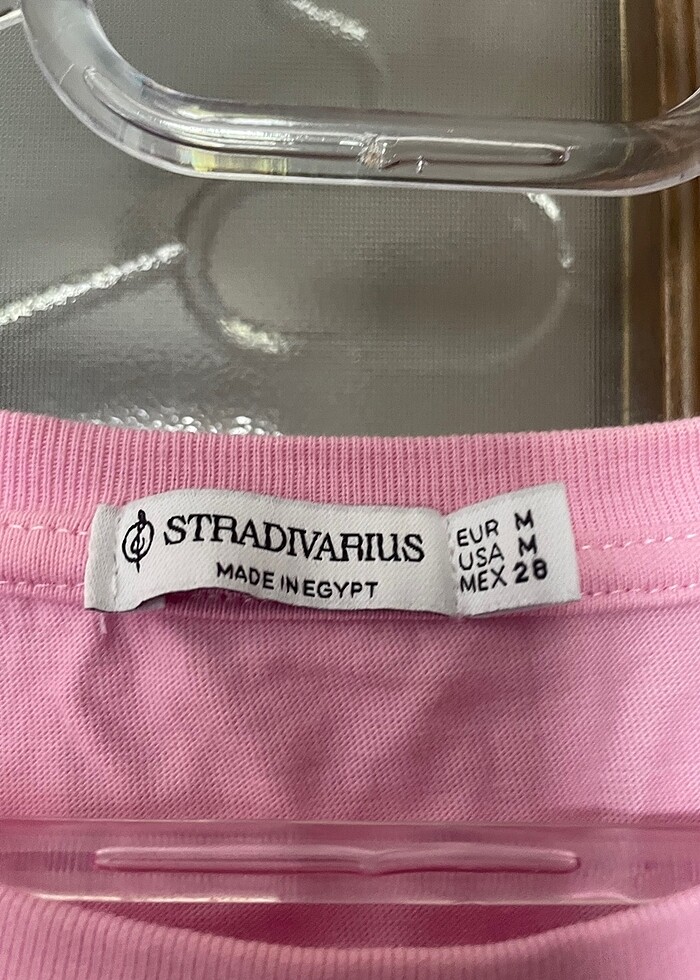 STRADIVARIUS
MADE IN EGYPT
EUR M
USA M
MEX 28